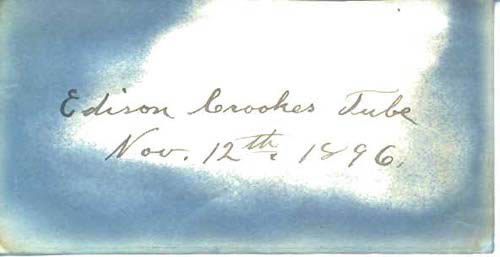 Edison Crookes Tube
Nov. 12th. 1896.